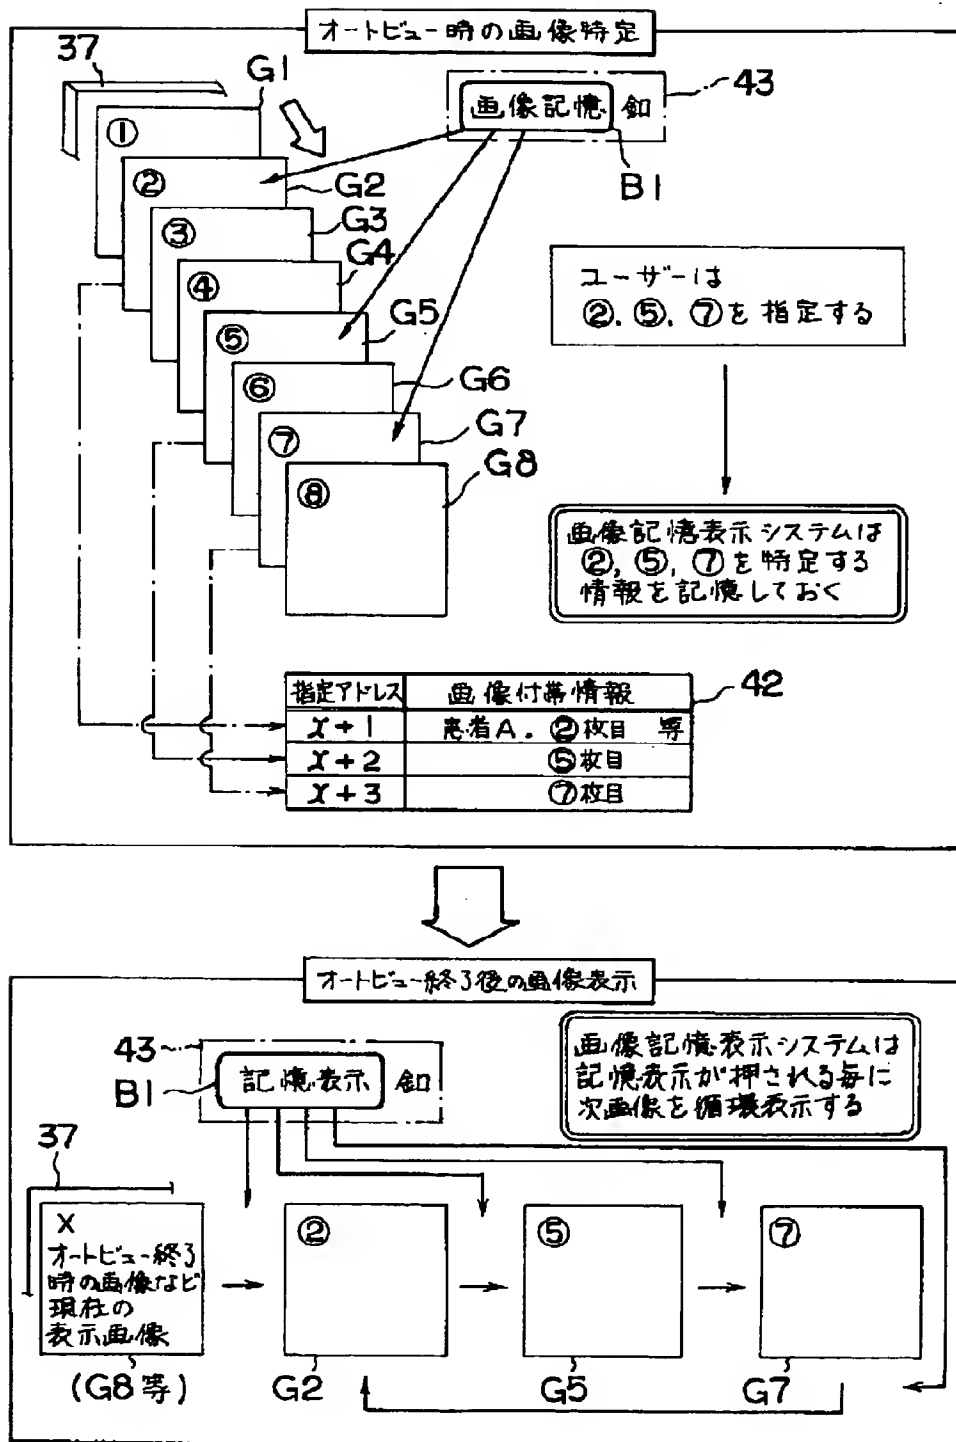 オートビュー時の画像特定
37
G1
画像記憶 釦
43
B1
①
② G2
③ G3
④ G4
⑤ G5
⑥ G6
⑦ G7
⑧ G8
ユーザーは
②.⑤.⑦を指定する
画像記憶表示システムは
②,⑤,⑦を特定する
情報を記憶しておく
42
指定アドレス 画像付帯情報
x+1 患者A. ②枚目 等
x+2 ⑤枚目
x+3 ⑦枚目
オートビュー終了後の画像表示
43
B1
記憶表示 釦
画像記憶表示システムは
記憶表示が押される毎に
次画像を循環表示する
37
X
オートビュー終了
時の画像など
現在の
表示画像
(G8等)
②
G2
⑤
G5
⑦
G7